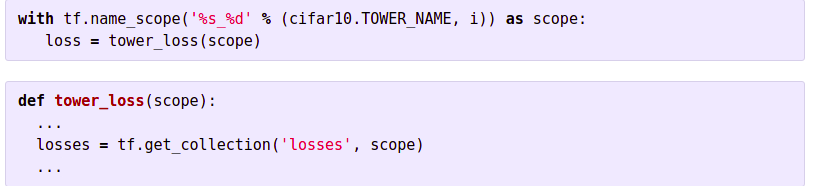 with tf.name_scope('%s_%d' % (cifar10.TOWER_NAME, i)) as scope:
   loss = tower_loss(scope)
def tower_loss(scope):
  ...
  losses = tf.get_collection('losses', scope)
  ...